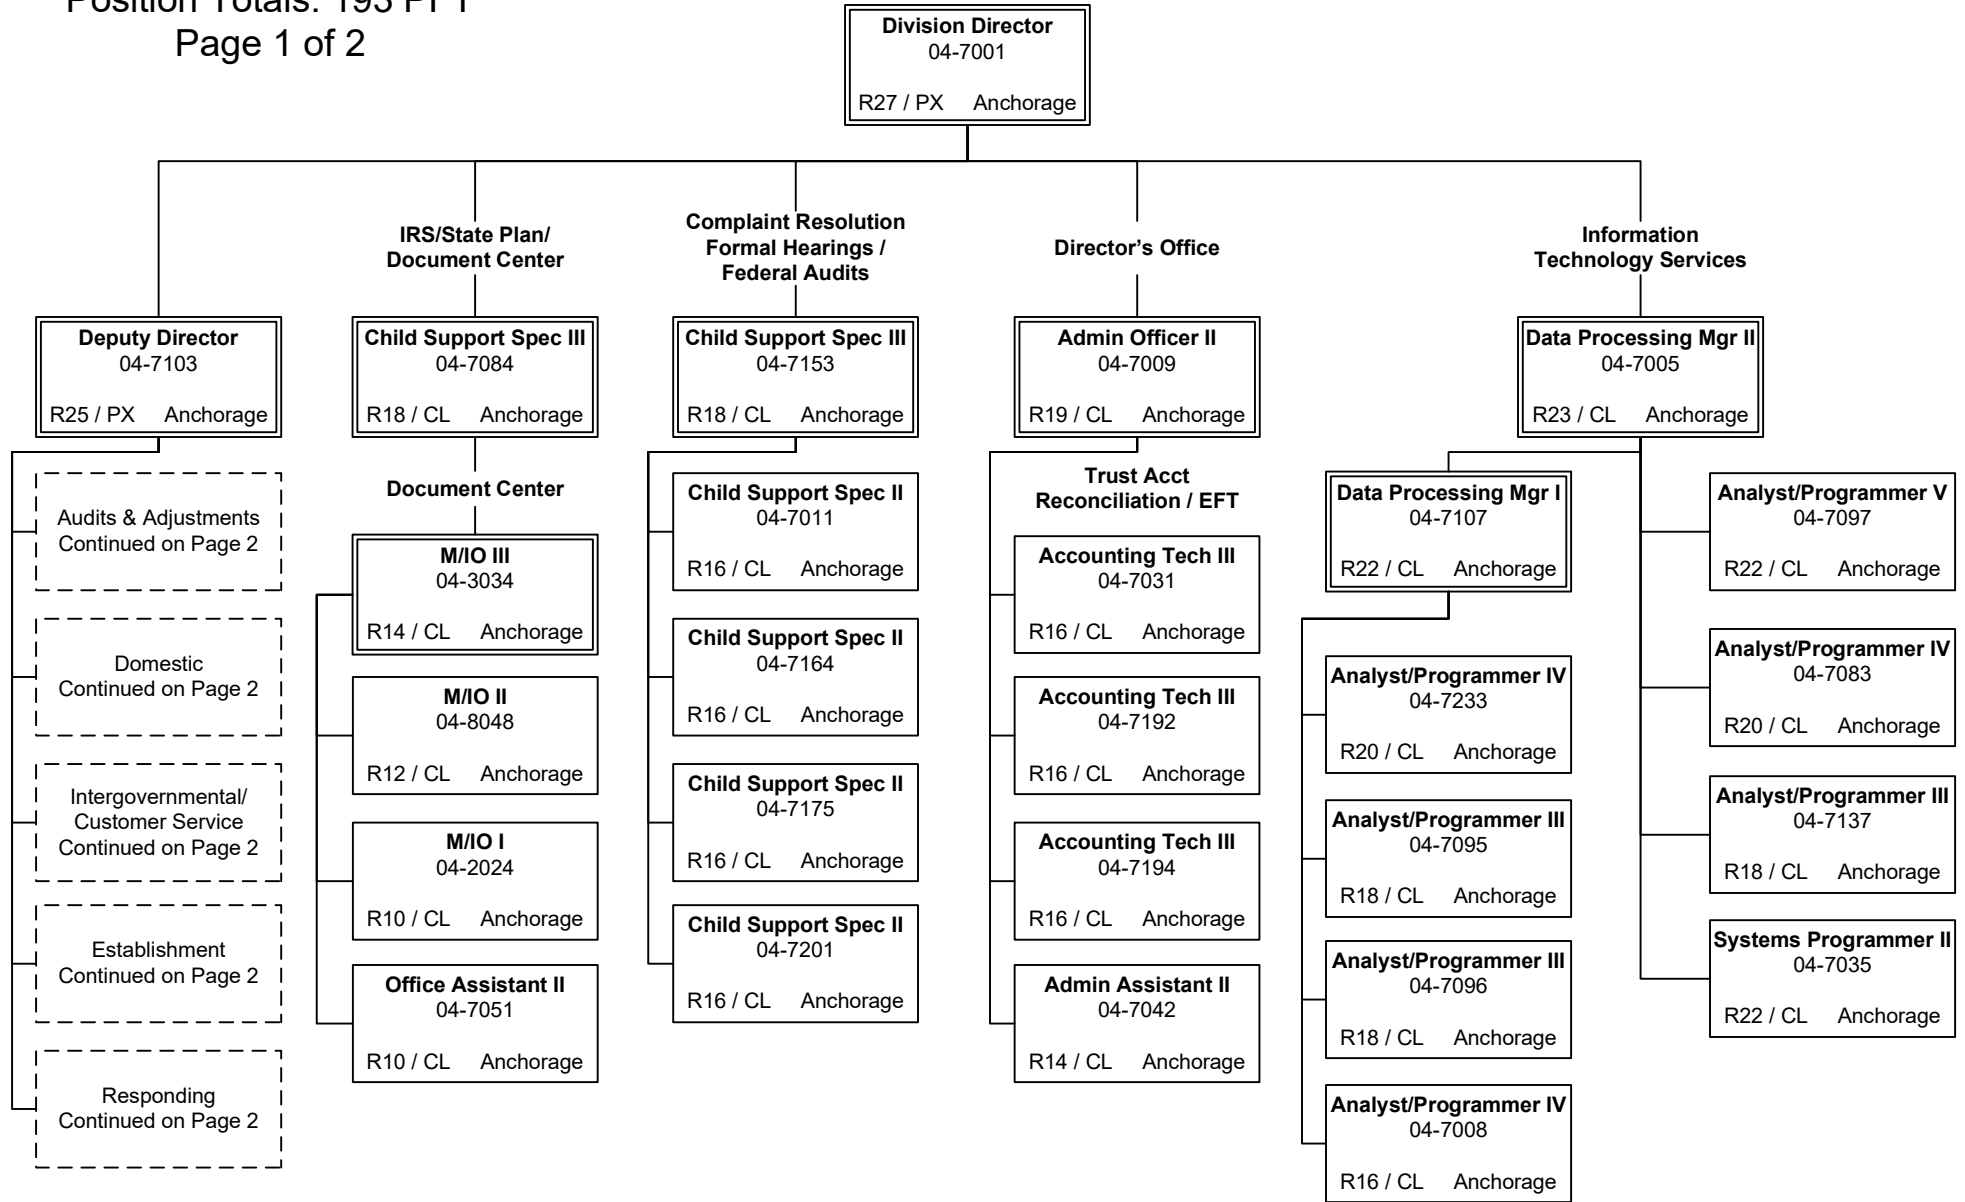 Page 1 of 2
Division Director
04-7001
R27 / PX Anchorage
IRS/State Plan/
Document Center
Complaint Resolution
Formal Hearings /
Federal Audits
Director's Office
Information
Technology Services
Deputy Director
04-7103
R25 / PX Anchorage
Audits & Adjustments
Continued on Page 2
Domestic
Continued on Page 2
Intergovernmental/
Customer Service
Continued on Page 2
Establishment
Continued on Page 2
Responding
Continued on Page 2
Child Support Spec III
04-7084
R18 / CL Anchorage
Document Center
M/IO III
04-3034
R14 / CL Anchorage
M/IO II
04-8048
R12 / CL Anchorage
M/IO I
04-2024
R10 / CL Anchorage
Office Assistant II
04-7051
R10 / CL Anchorage
Child Support Spec III
04-7153
R18 / CL Anchorage
Child Support Spec II
04-7011
R16 / CL Anchorage
Child Support Spec II
04-7164
R16 / CL Anchorage
Child Support Spec II
04-7175
R16 / CL Anchorage
Child Support Spec II
04-7201
R16 / CL Anchorage
Admin Officer II
04-7009
R19 / CL Anchorage
Trust Acct
Reconciliation / EFT
Accounting Tech III
04-7031
R16 / CL Anchorage
Accounting Tech III
04-7192
R16 / CL Anchorage
Accounting Tech III
04-7194
R16 / CL Anchorage
Admin Assistant II
04-7042
R14 / CL Anchorage
Data Processing Mgr II
04-7005
R23 / CL Anchorage
Data Processing Mgr I
04-7107
R22 / CL Anchorage
Analyst/Programmer IV
04-7233
R20 / CL Anchorage
Analyst/Programmer III
04-7095
R18 / CL Anchorage
Analyst/Programmer III
04-7096
R18 / CL Anchorage
Analyst/Programmer IV
04-7008
R16 / CL Anchorage
Analyst/Programmer V
04-7097
R22 / CL Anchorage
Analyst/Programmer IV
04-7083
R20 / CL Anchorage
Analyst/Programmer III
04-7137
R18 / CL Anchorage
Systems Programmer II
04-7035
R22 / CL Anchorage